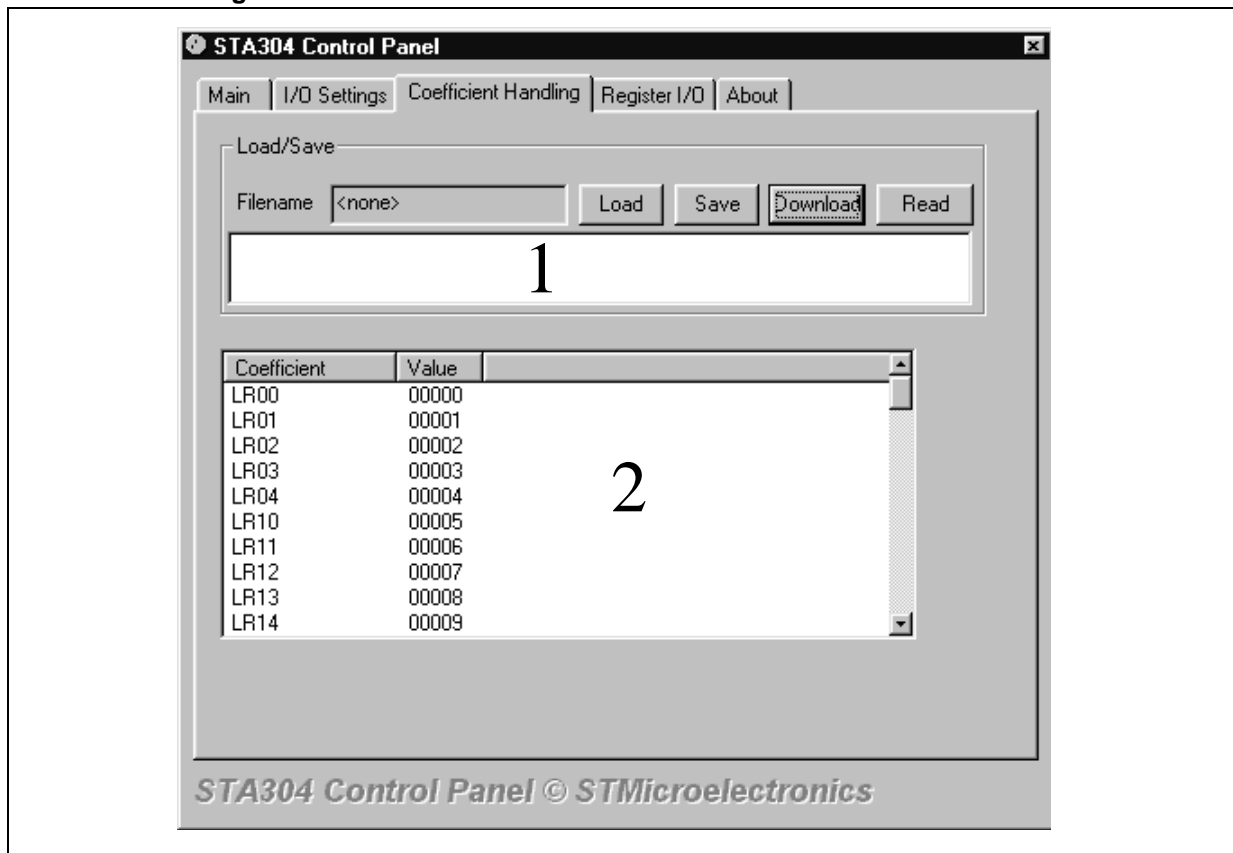 STA304 Control Panel
Main I/O Settings Coefficient Handling Register I/O About
Load/Save
Filename <none> Load Save Download Read
1
Coefficient Value
LR00 00000
LR01 00001
LR02 00002
LR03 00003
LR04 00004
LR10 00005
LR11 00006
LR12 00007
LR13 00008
LR14 00009
2
STA304 Control Panel © STMicroelectronics